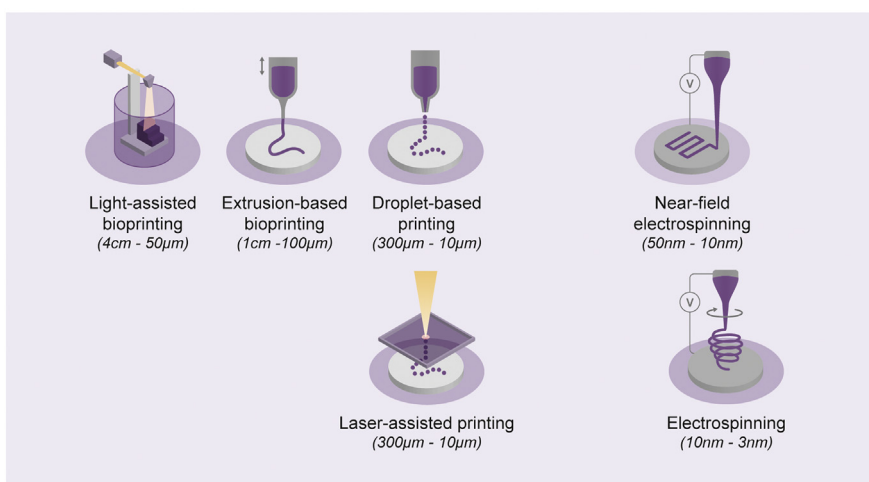 Light-assisted
bioprinting
(4cm - 50µm)
Extrusion-based
bioprinting
(1cm -100µm)
Droplet-based
printing
(300µm - 10µm)
V
Near-field
electrospinning
(50nm - 10nm)
Laser-assisted printing
(300µm - 10µm)
V
Electrospinning
(10nm - 3nm)